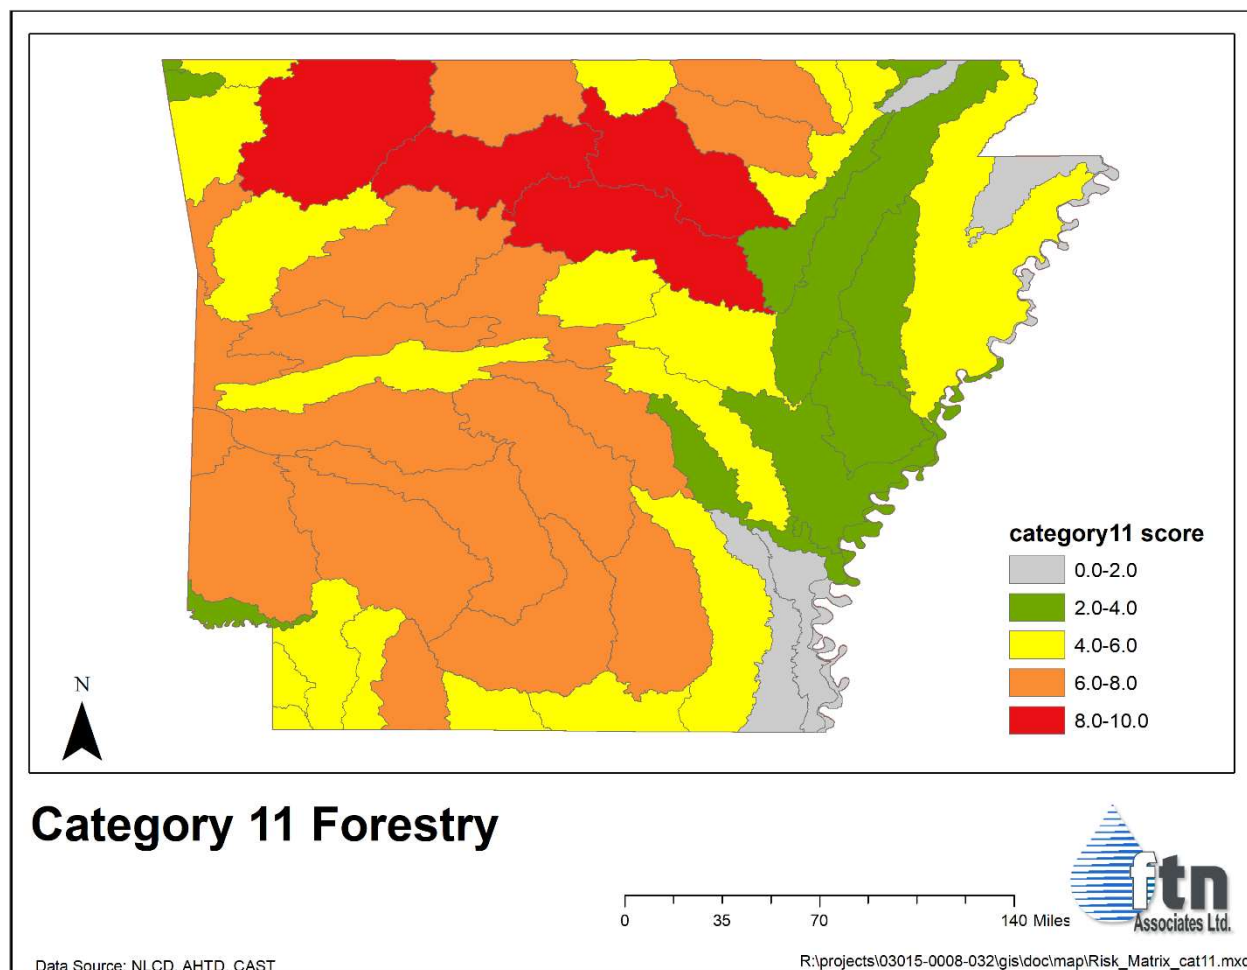 category11 score
0.0-2.0
2.0-4.0
4.0-6.0
6.0-8.0
8.0-10.0
N
Category 11 Forestry
0 35 70 140 Miles
ftn
Associates Ltd.
Data Source: NLCD, AHTD, CAST
R:\projects\03015-0008-032\gis\doc\map\Risk_Matrix_cat11.mxd